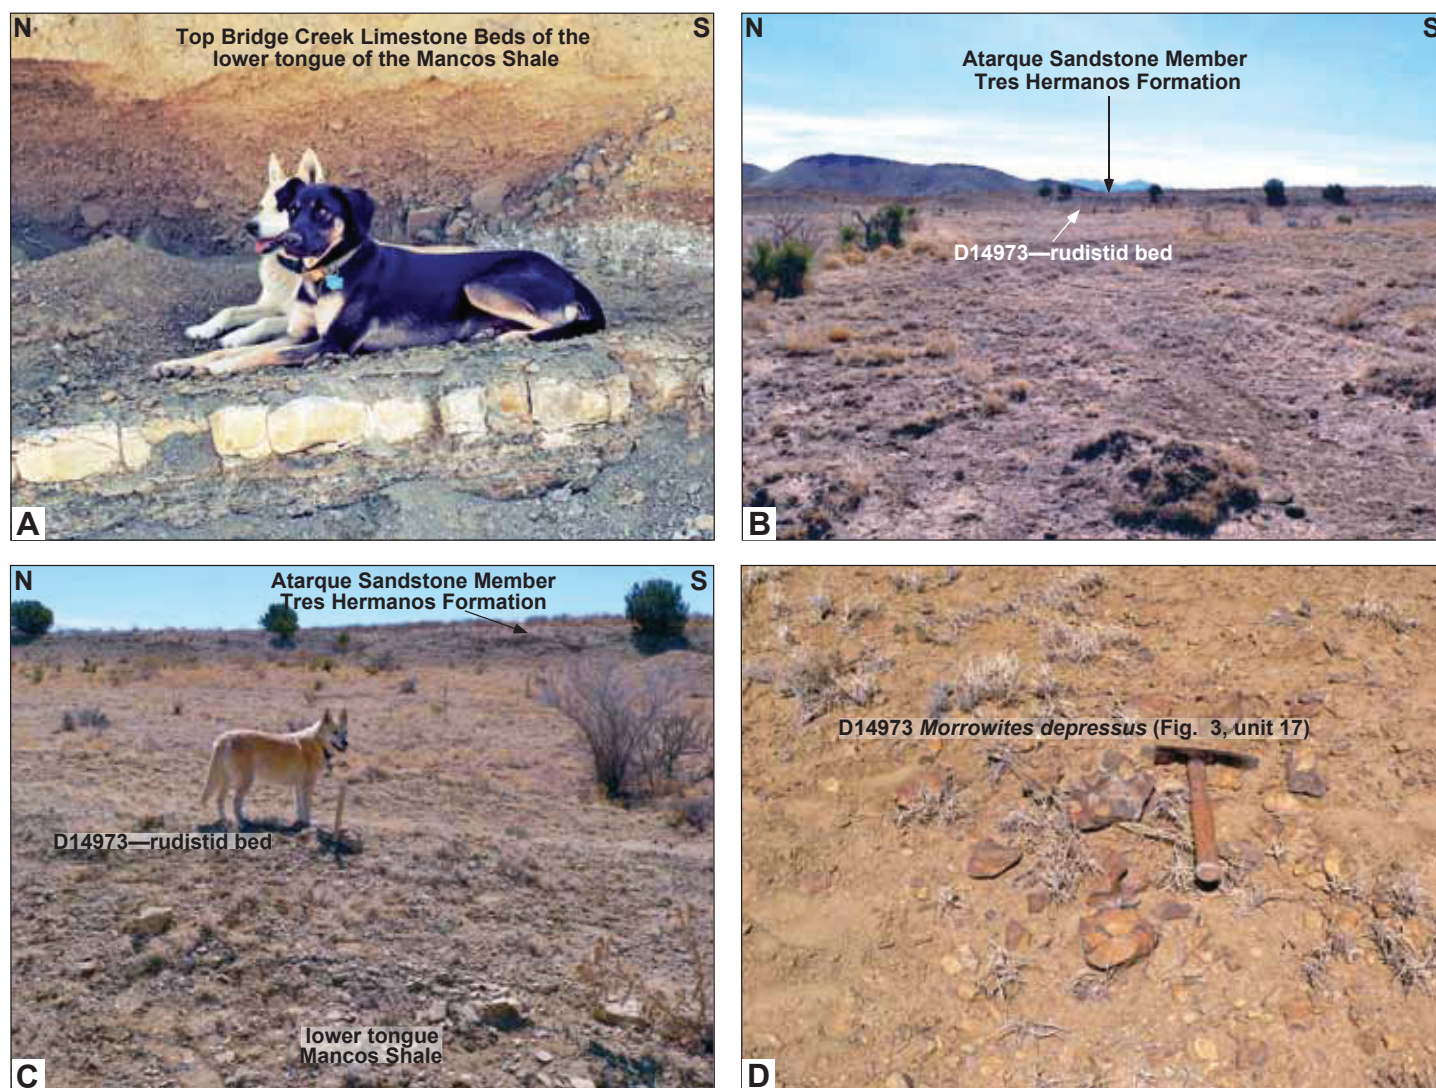 N
S
Top Bridge Creek Limestone Beds of the
lower tongue of the Mancos Shale
A
N
S
Atarque Sandstone Member
Tres Hermanos Formation
D14973—rudistid bed
B
N
S
Atarque Sandstone Member
Tres Hermanos Formation
D14973—rudistid bed
lower tongue
Mancos Shale
C
D14973 Morrowites depressus (Fig. 3, unit 17)
D